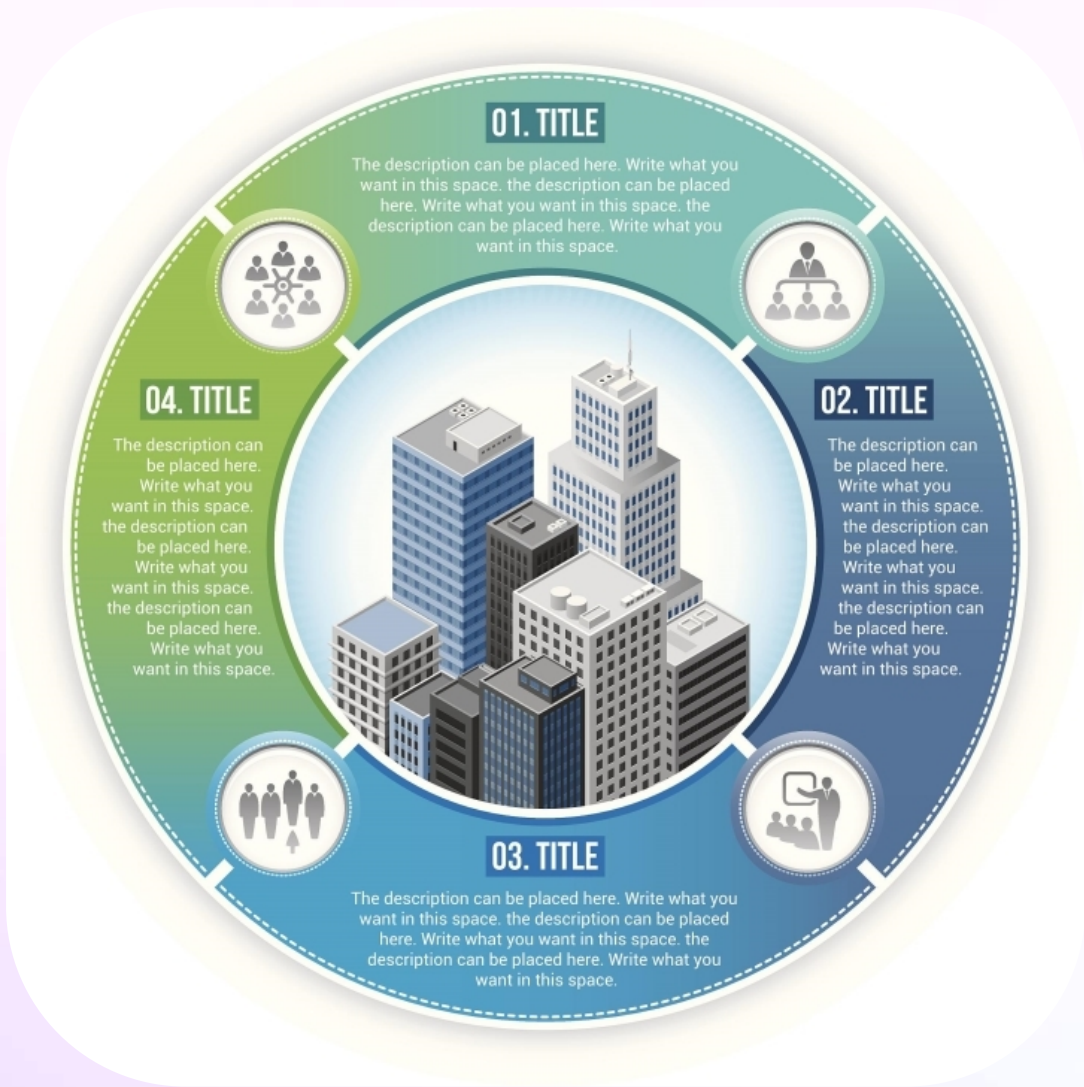 01. TITLE
The description can be placed here. Write what you
want in this space. the description can be placed
here. Write what you want in this space. the
description can be placed here. Write what you
want in this space.
02. TITLE
The description can
be placed here.
Write what you
want in this space.
the description can
be placed here.
Write what you
want in this space.
the description can
be placed here.
Write what you
want in this space.
03. TITLE
The description can be placed here. Write what you
want in this space. the description can be placed
here. Write what you want in this space. the
description can be placed here. Write what you
want in this space.
04. TITLE
The description can
be placed here.
Write what you
want in this space.
the description can
be placed here.
Write what you
want in this space.
the description can
be placed here.
Write what you
want in this space.